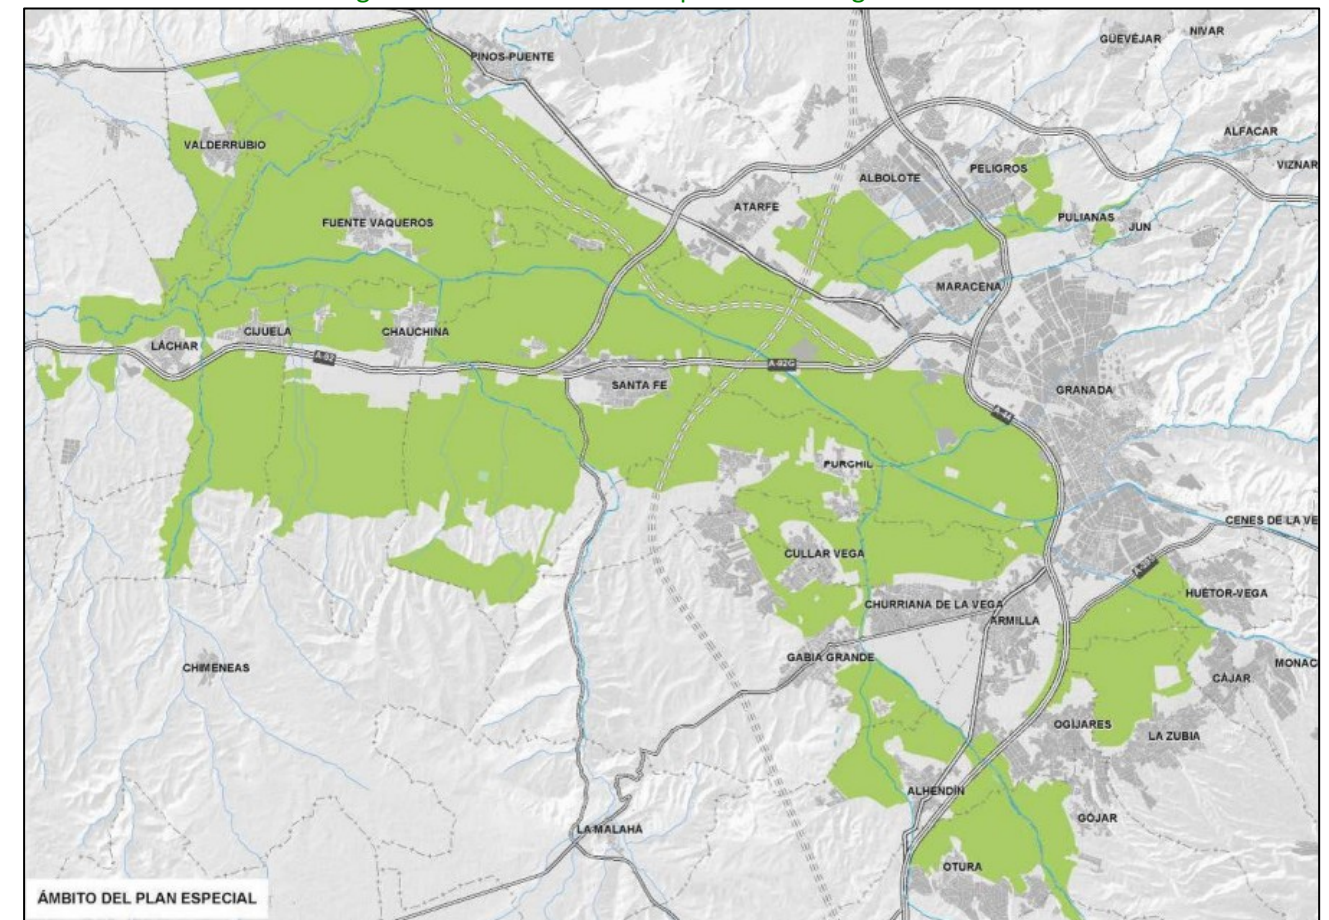 PINOS-PUENTE
GÜEVÉJAR
NIVAR
VALDERRUBIO
ALFACAR
VIZNAR
PELIGROS
ALBOLOTE
FUENTE VAQUEROS
ATARFE
PULIANAS
JUN
MARACENA
LÁCHAR
CIJUELA
CHAUCHINA
A-92
SANTA FE
A-92G
GRANADA
A-44
PURCHIL
CENES DE LA VE
CULLAR VEGA
HUÉTOR-VEGA
CHURRIANA DE LA VEGA
ARMILLA
GABIA GRANDE
MONAC
CHIMENEAS
CÁJAR
OGÍJARES
LA ZUBIA
ALHENDÍN
GÓJAR
LA MALAHÁ
OTURA
ÁMBITO DEL PLAN ESPECIAL